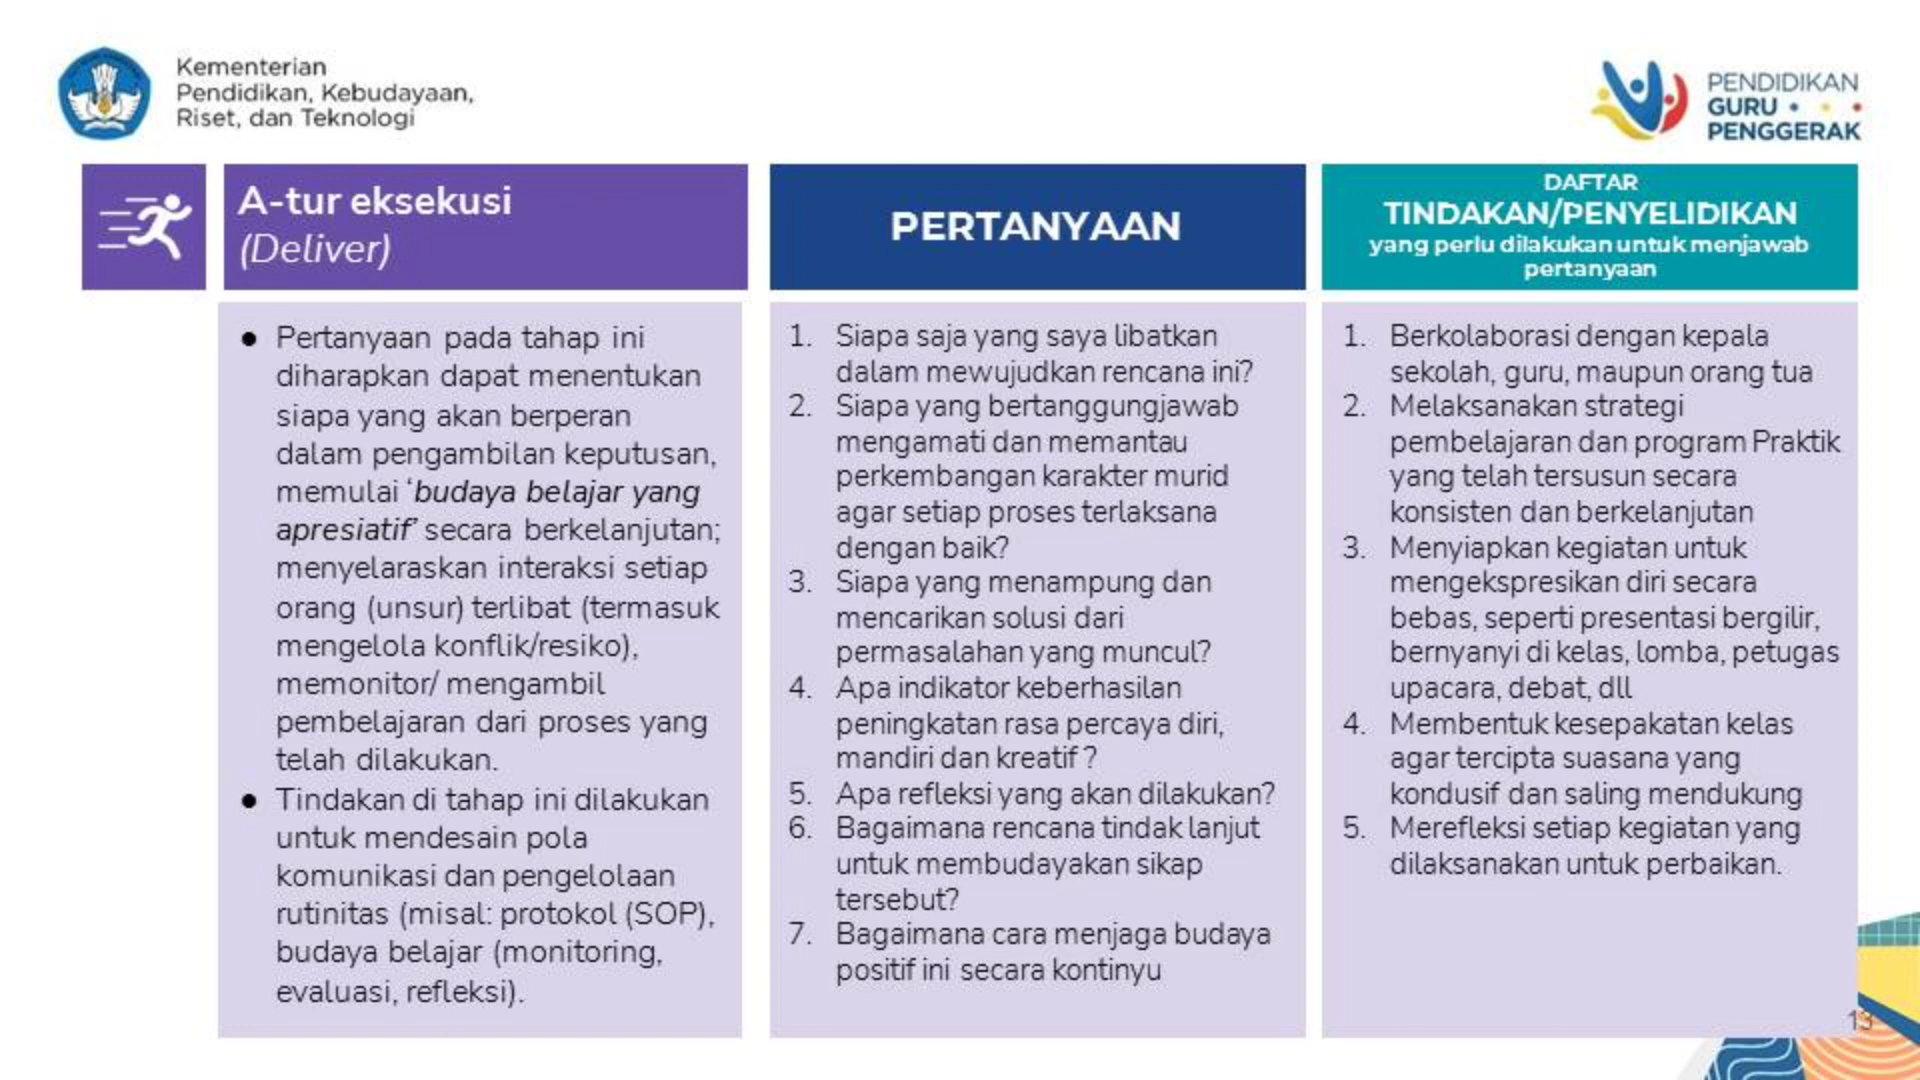 Kementerian
Pendidikan, Kebudayaan,
Riset, dan Teknologi
PENDIDIKAN
GURU
PENGGERAK
A-tur eksekusi
(Deliver)
● Pertanyaan pada tahap ini
diharapkan dapat menentukan
siapa yang akan berperan
dalam pengambilan keputusan,
memulai ‘budaya belajar yang
apresiatif’ secara berkelanjutan;
menyelaraskan interaksi setiap
orang (unsur) terlibat (termasuk
mengelola konflik/resiko),
memonitor/ mengambil
pembelajaran dari proses yang
telah dilakukan.
● Tindakan di tahap ini dilakukan
untuk mendesain pola
komunikasi dan pengelolaan
rutinitas (misal: protokol (SOP),
budaya belajar (monitoring,
evaluasi, refleksi).
PERTANYAAN
1. Siapa saja yang saya libatkan
dalam mewujudkan rencana ini?
2. Siapa yang bertanggungjawab
mengamati dan memantau
perkembangan karakter murid
agar setiap proses terlaksana
dengan baik?
3. Siapa yang menampung dan
mencarikan solusi dari
permasalahan yang muncul?
4. Apa indikator keberhasilan
peningkatan rasa percaya diri,
mandiri dan kreatif ?
5. Apa refleksi yang akan dilakukan?
6. Bagaimana rencana tindak lanjut
untuk membudayakan sikap
tersebut?
7. Bagaimana cara menjaga budaya
positif ini secara kontinyu
DAFTAR
TINDAKAN/PENYELIDIKAN
yang perlu dilakukan untuk menjawab
pertanyaan
1. Berkolaborasi dengan kepala
sekolah, guru, maupun orang tua
2. Melaksanakan strategi
pembelajaran dan program Praktik
yang telah tersusun secara
konsisten dan berkelanjutan
3. Menyiapkan kegiatan untuk
mengekspresikan diri secara
bebas, seperti presentasi bergilir,
bernyanyi di kelas, lomba, petugas
upacara, debat, dll
4. Membentuk kesepakatan kelas
agar tercipta suasana yang
kondusif dan saling mendukung
5. Merefleksi setiap kegiatan yang
dilaksanakan untuk perbaikan.
13